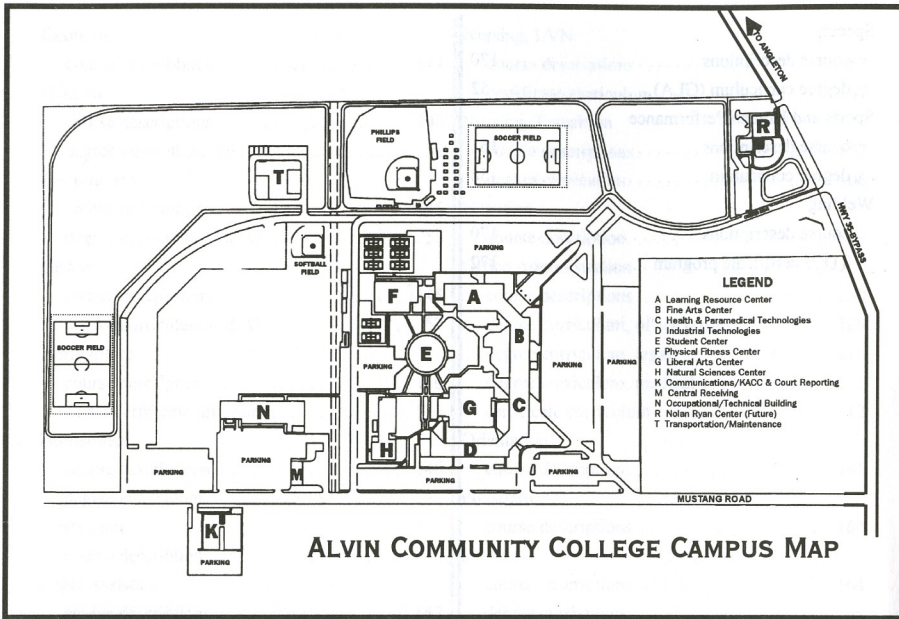 TO ANGLETON
R
PHILLIPS
FIELD
SOCCER FIELD
T
HWY 35-BYPASS
SOFTBALL
FIELD
PARKING
LEGEND
A Learning Resource Center
B Fine Arts Center
C Health & Paramedical Technologies
D Industrial Technologies
E Student Center
F Physical Fitness Center
G Liberal Arts Center
H Natural Sciences Center
K Communications/KACC & Court Reporting
M Central Receiving
N Occupational/Technical Building
R Nolan Ryan Center (Future)
T Transportation/Maintenance
F
A
B
SOCCER FIELD
E
PARKING
PARKING
PARKING
N
G
C
H
D
PARKING
PARKING
M
PARKING
PARKING
MUSTANG ROAD
K
PARKING
ALVIN COMMUNITY COLLEGE CAMPUS MAP